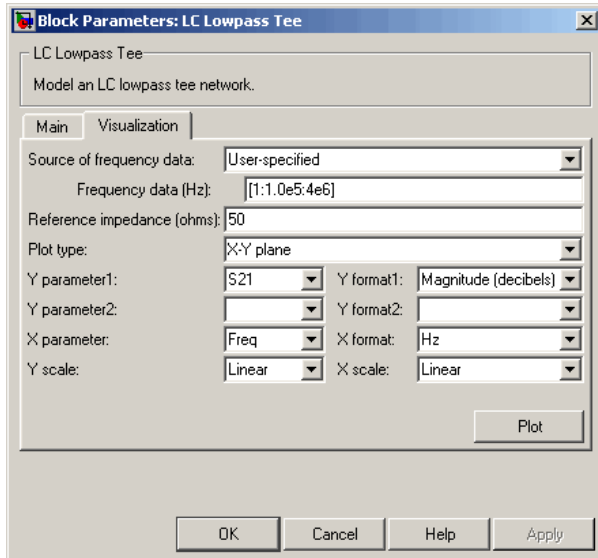 Block Parameters: LC Lowpass Tee
LC Lowpass Tee
Model an LC lowpass tee network.
Main Visualization
Source of frequency data: User-specified
Frequency data (Hz): [1:1.0e5:4e6]
Reference impedance (ohms): 50
Plot type: X-Y plane
Y parameter1: S21 Y format1: Magnitude (decibels)
Y parameter2: Y format2:
X parameter: Freq X format: Hz
Y scale: Linear X scale: Linear
Plot
OK Cancel Help Apply